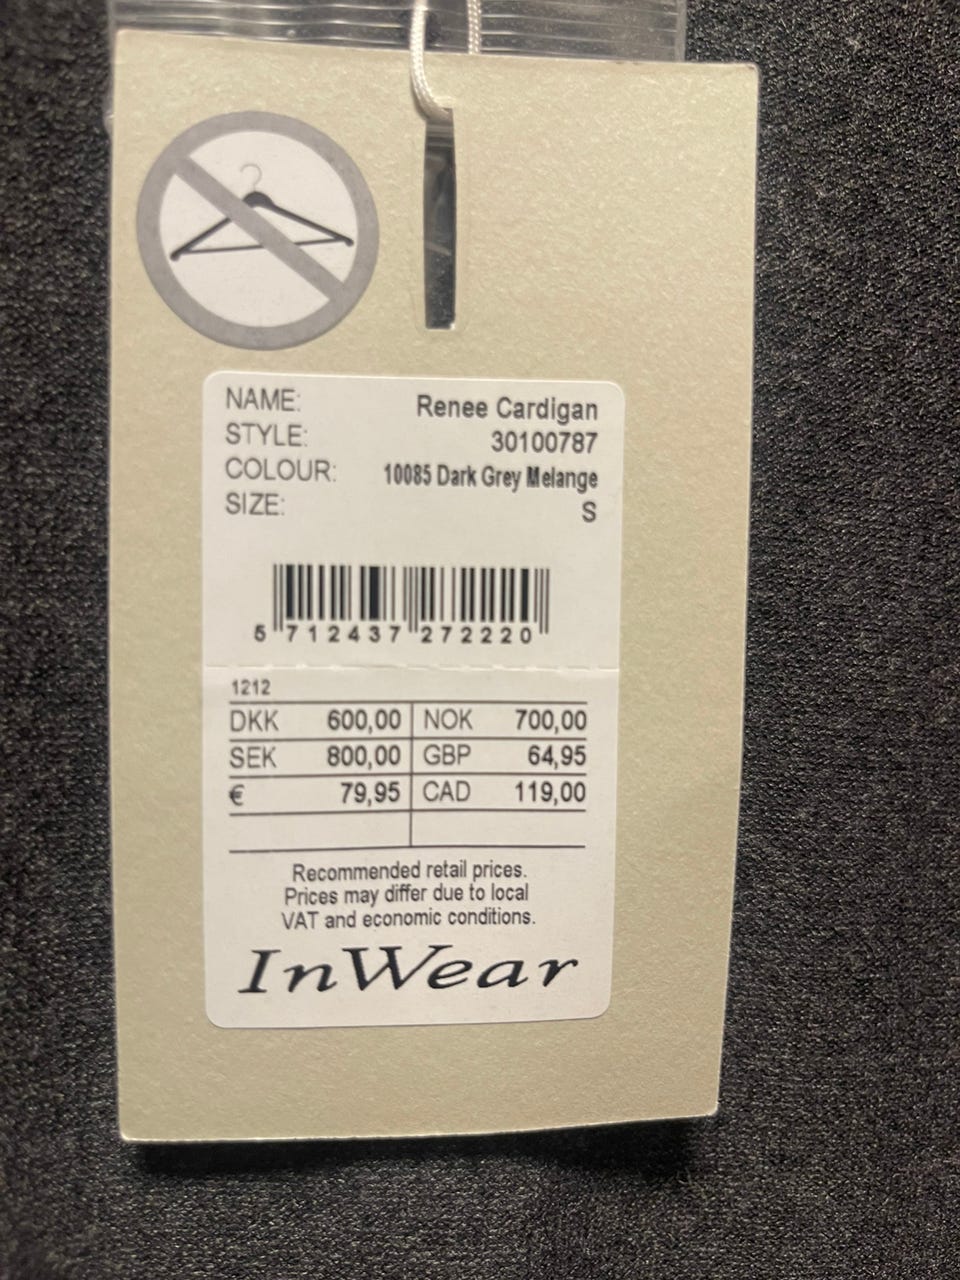 NAME: Renee Cardigan
STYLE: 30100787
COLOUR: 10085 Dark Grey Melange
SIZE: S
5 712437 272220
1212
DKK 600,00 NOK 700,00
SEK 800,00 GBP 64,95
€ 79,95 CAD 119,00
Recommended retail prices.
Prices may differ due to local
VAT and economic conditions.
InWear